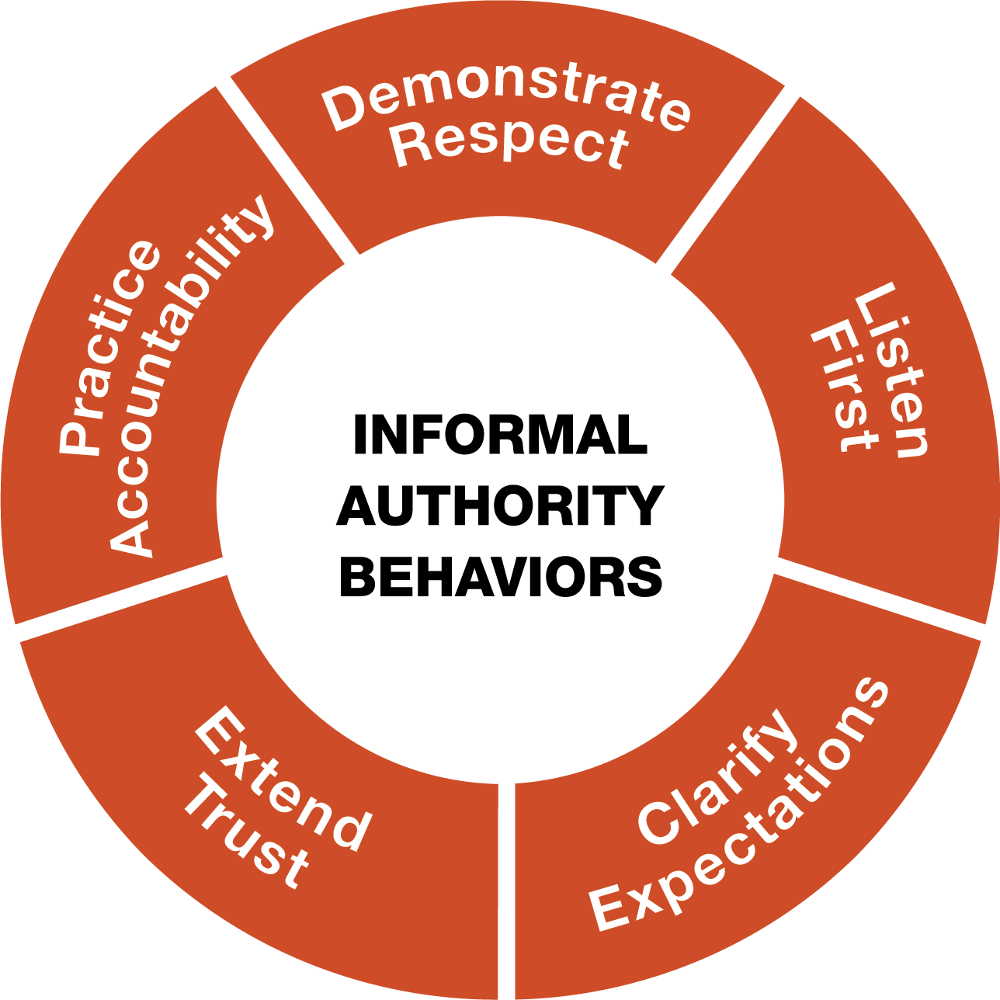 Demonstrate
Respect
Listen
First
Clarify
Expectations
Extend
Trust
Practice
Accountability
INFORMAL
AUTHORITY
BEHAVIORS